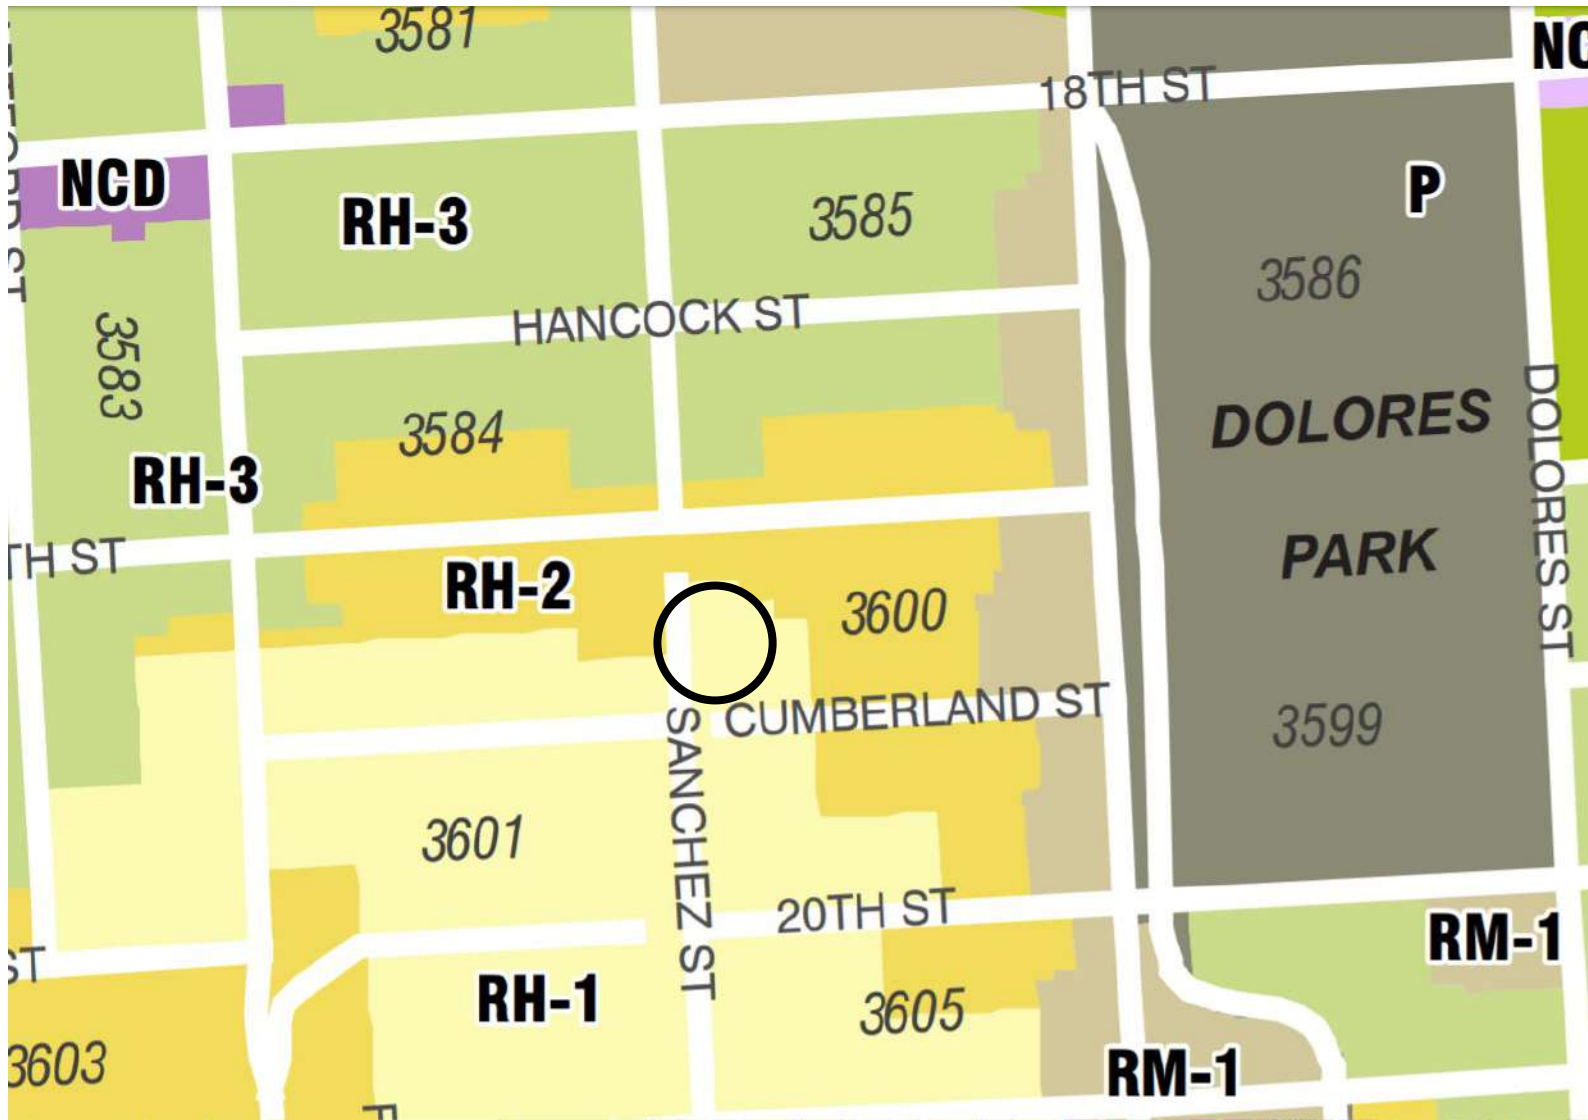 3581
NC
18TH ST
NCD
P
RH-3
3585
3586
HANCOCK ST
3583
3584
DOLORES
PARK
DOLORES ST
RH-3
TH ST
RH-2
3600
CUMBERLAND ST
3599
SANCHEZ ST
3601
20TH ST
RM-1
ST
RH-1
3605
3603
RM-1